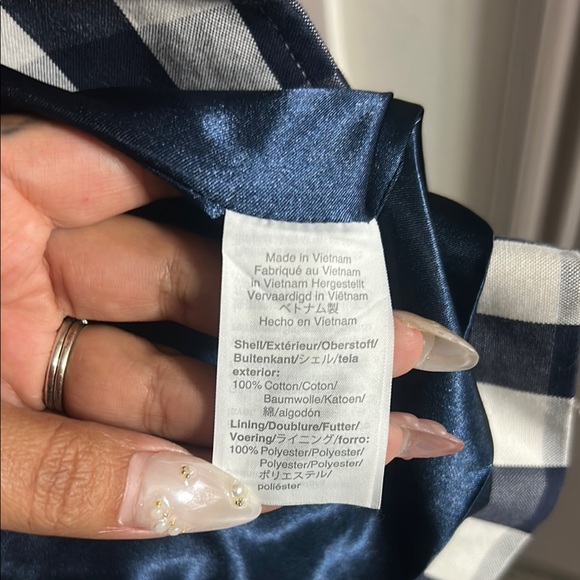 Made in Vietnam
Fabriqué au Vietnam
in Vietnam Hergestellt
Vervaardigd in Viêtnam
ベトナム製
Hecho en Vietnam
Shell/Extérieur/Oberstoff/
Buitenkant/シェル/tela
exterior:
100% Cotton/Coton/
Baumwolle/Katoen/
綿/algodón
Lining/Doublure/Futter/
Voering/ライニング/forro:
100% Polyester/Polyester/
Polyester/Polyester/
ポリエステル/
poliéster